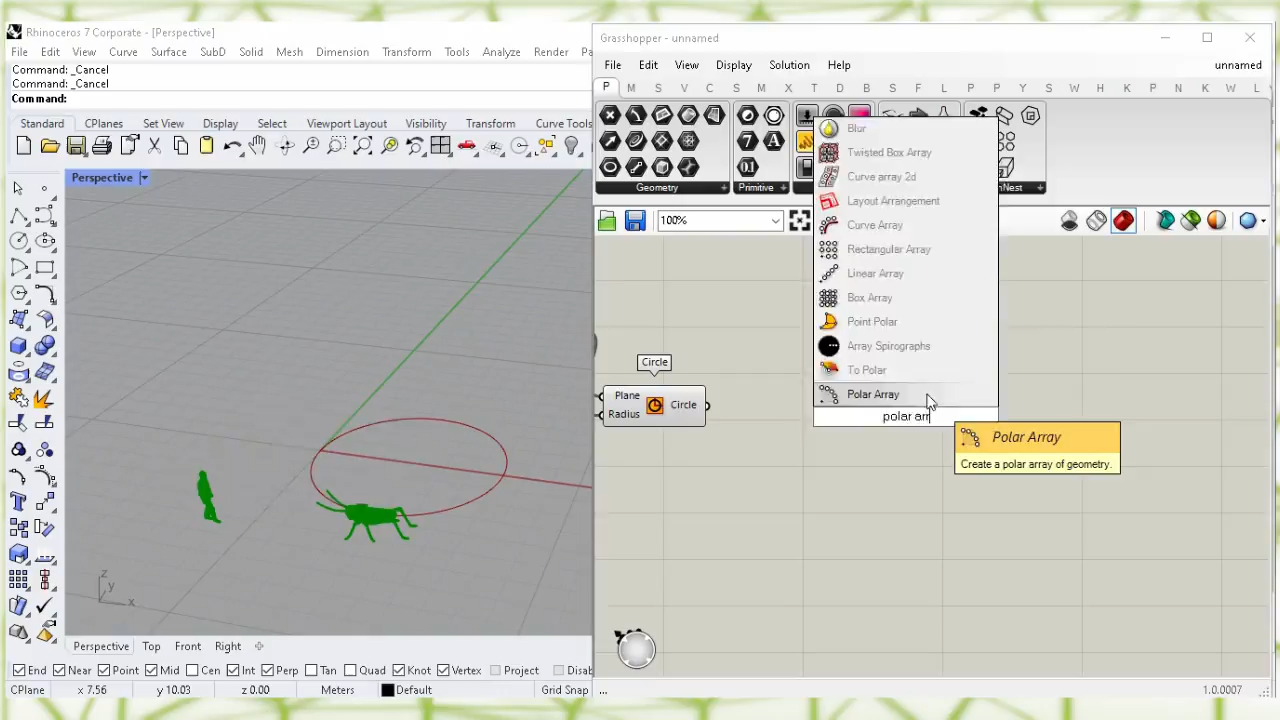 Rhinoceros 7 Corporate - [Perspective]
File Edit View Curve Surface SubD Solid Mesh Dimension Transform Tools Analyze Render Pa
Command: _Cancel
Command: _Cancel
Command:
Standard CPlanes Set View Display Select Viewport Layout Visibility Transform Curve Tools
Perspective
z
y
x
Perspective Top Front Right
End Near Point Mid Cen Int Perp Tan Quad Knot Vertex Project Disab
CPlane x 7.56 y 10.03 z 0.00 Meters Default Grid Snap
Grasshopper - unnamed
File Edit View Display Solution Help unnamed
P M S V C S M X T D B S F L P P V K T S W E T H K P N K W L
Geometry Primitive nNest
100%
Circle
Plane
Radius
Circle
Blur
Twisted Box Array
Curve array 2d
Layout Arrangement
Curve Array
Rectangular Array
Linear Array
Box Array
Point Polar
Array Spirographs
To Polar
Polar Array
polar arr
Polar Array
Create a polar array of geometry.
... 1.0.0007